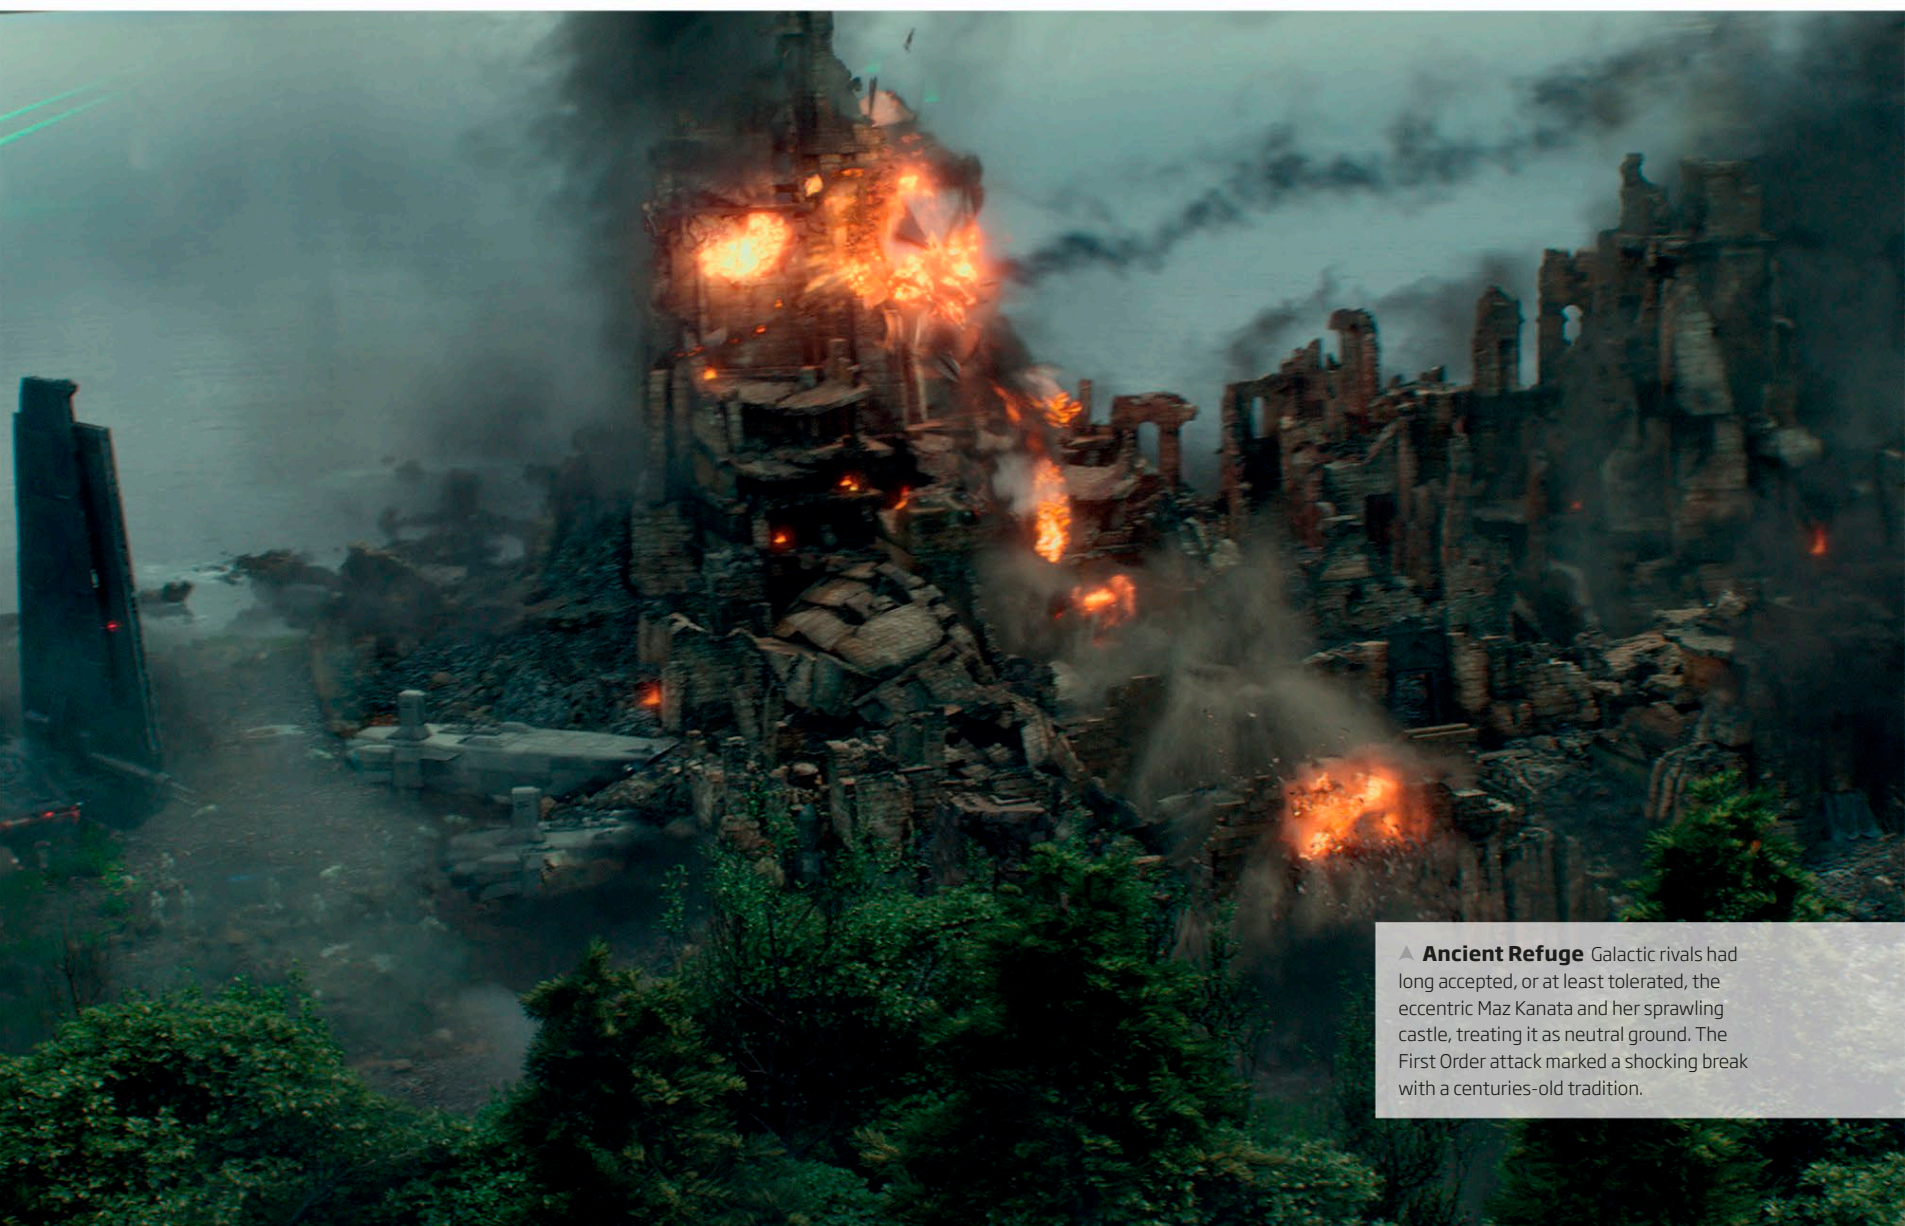 Ancient Refuge Galactic rivals had
long accepted, or at least tolerated, the
eccentric Maz Kanata and her sprawling
castle, treating it as neutral ground. The
First Order attack marked a shocking break
with a centuries-old tradition.